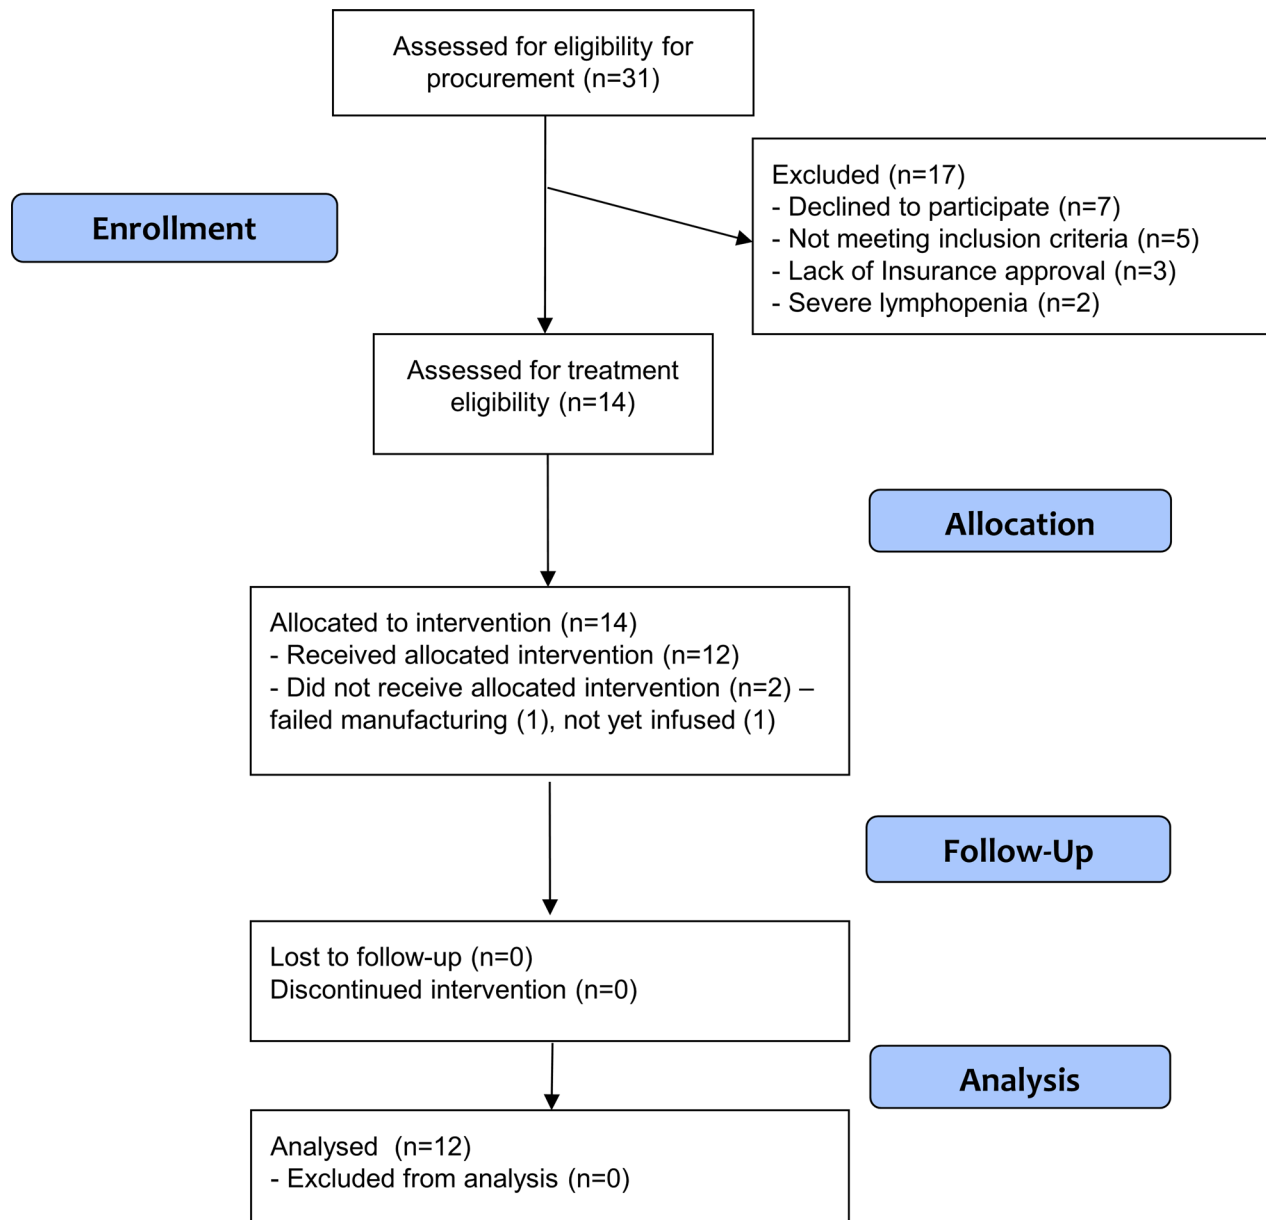 Assessed for eligibility for
procurement (n=31)
Excluded (n=17)
- Declined to participate (n=7)
- Not meeting inclusion criteria (n=5)
- Lack of Insurance approval (n=3)
- Severe lymphopenia (n=2)
Enrollment
Assessed for treatment
eligibility (n=14)
Allocation
Allocated to intervention (n=14)
- Received allocated intervention (n=12)
- Did not receive allocated intervention (n=2) –
failed manufacturing (1), not yet infused (1)
Follow-Up
Lost to follow-up (n=0)
Discontinued intervention (n=0)
Analysis
Analysed (n=12)
- Excluded from analysis (n=0)